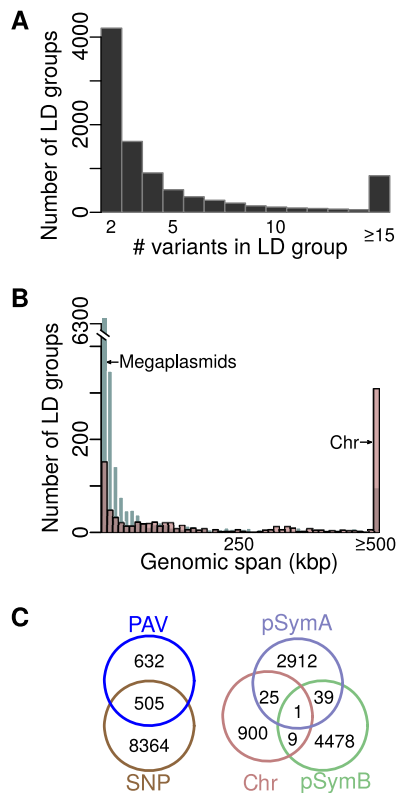 A
Number of LD groups
4000
2000
0
2
5
10
≥15
# variants in LD group
B
Number of LD groups
6300
200
0
Megaplasmids
Chr
250
≥500
Genomic span (kbp)
C
PAV
632
505
8364
SNP
pSymA
2912
25
39
1
900
9
4478
Chr
pSymB